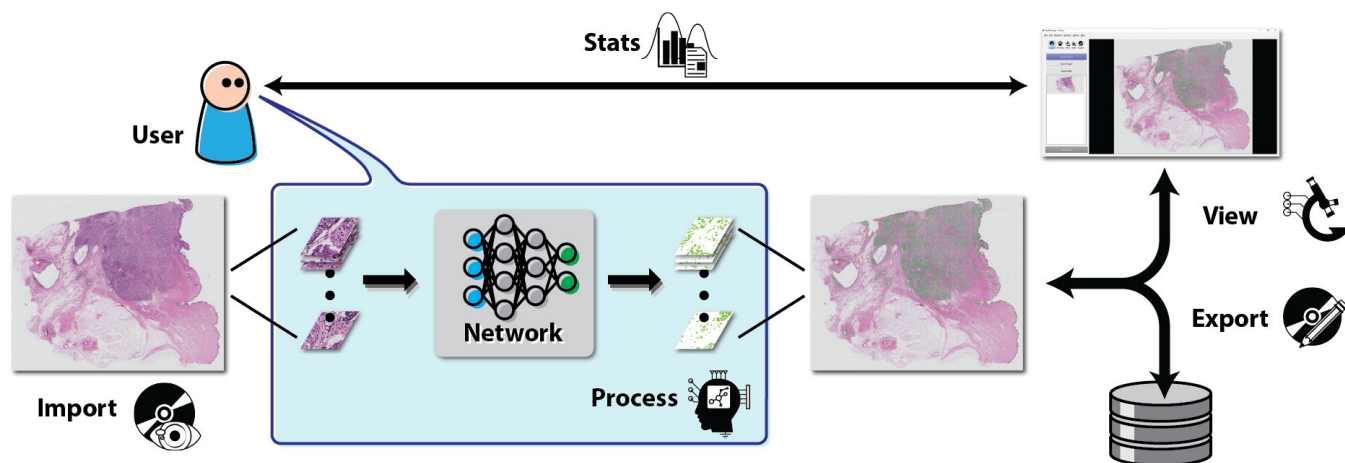 Stats
User
View
Network
Export
Process
Import